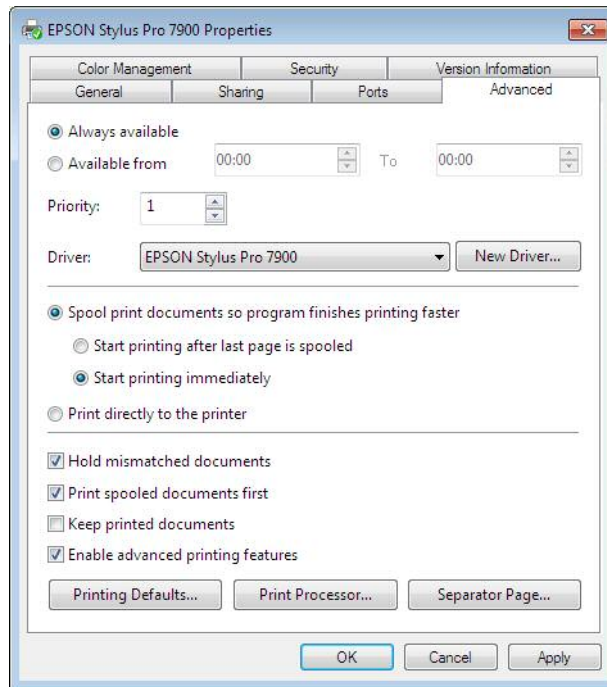 EPSON Stylus Pro 7900 Properties
Color Management Security Version Information
General Sharing Ports Advanced
Always available
Available from 00:00 To 00:00
Priority: 1
Driver: EPSON Stylus Pro 7900 New Driver...
Spool print documents so program finishes printing faster
Start printing after last page is spooled
Start printing immediately
Print directly to the printer
Hold mismatched documents
Print spooled documents first
Keep printed documents
Enable advanced printing features
Printing Defaults... Print Processor... Separator Page...
OK Cancel Apply